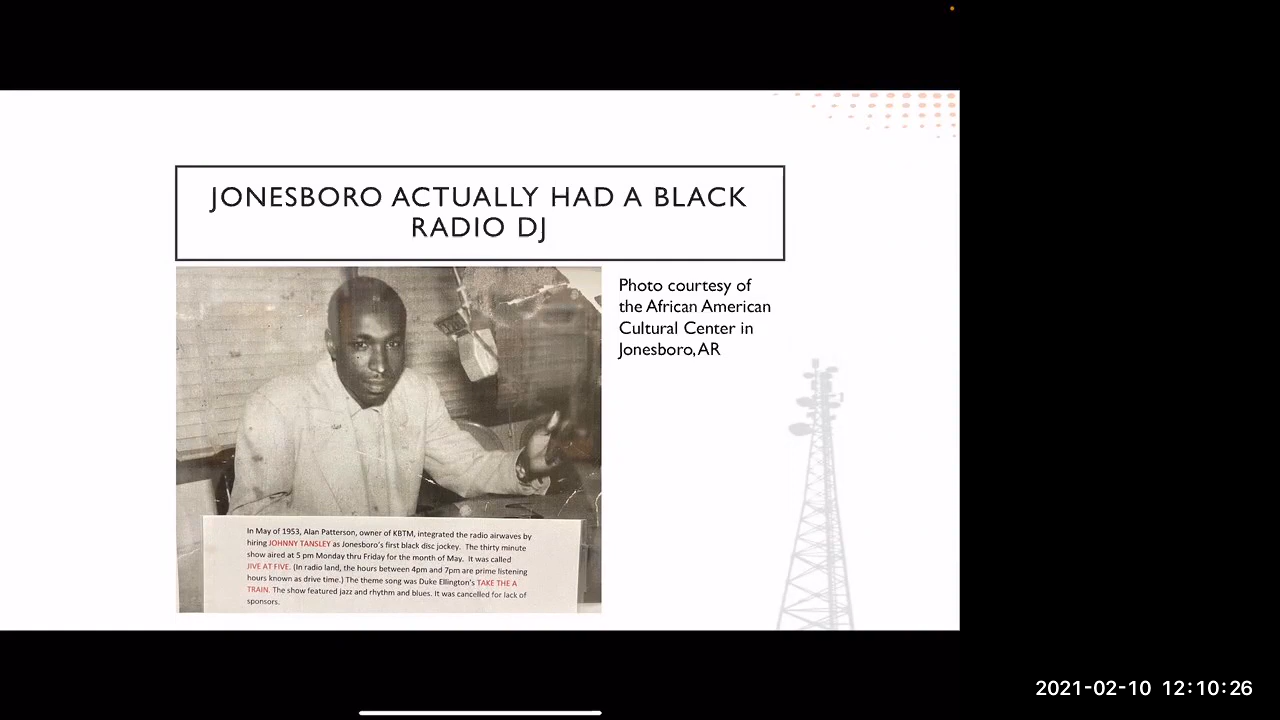 JONESBORO ACTUALLY HAD A BLACK
RADIO DJ
Photo courtesy of
the African American
Cultural Center in
Jonesboro, AR
In May of 1953, Alan Patterson, owner of KBTM, integrated the radio airwaves by
hiring JOHNNY TANSLEY as Jonesboro's first black disc jockey. The thirty minute
show aired at 5 pm Monday thru Friday for the month of May. It was called
JIVE AT FIVE. (In radio land, the hours between 4pm and 7pm are prime listening
hours known as drive time.) The theme song was Duke Ellington's TAKE THE A
TRAIN. The show featured jazz and rhythm and blues. It was cancelled for lack of
sponsors.
2021-02-10 12:10:26